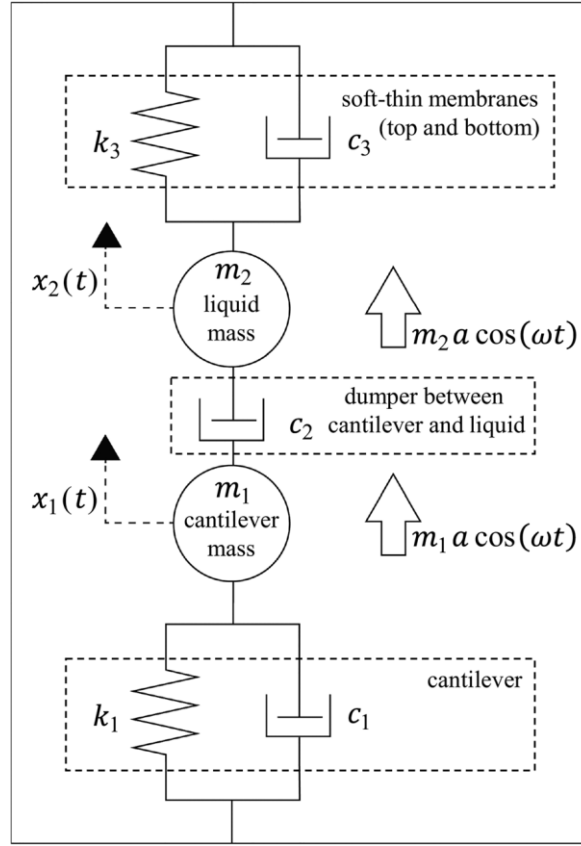 soft-thin membranes
(top and bottom)
k₃
c₃
x₂(t)
m₂
liquid
mass
m₂ a cos(ωt)
dumper between
cantilever and liquid
c₂
x₁(t)
m₁
cantilever
mass
m₁ a cos(ωt)
cantilever
k₁
c₁